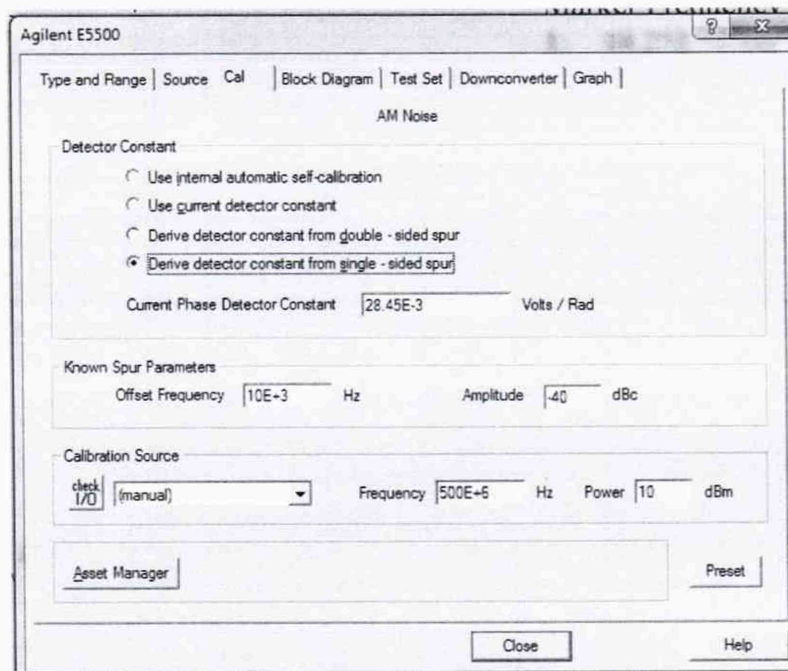 Agilent E5500
Type and Range Source Cal Block Diagram Test Set Downconverter Graph
AM Noise
Detector Constant
Use internal automatic self-calibration
Use current detector constant
Derive detector constant from double - sided spur
Derive detector constant from single - sided spur
Current Phase Detector Constant 28.45E-3 Volts / Rad
Known Spur Parameters
Offset Frequency 10E+3 Hz Amplitude -40 dBc
Calibration Source
check I/O (manual) Frequency 500E+6 Hz Power 10 dBm
Asset Manager Preset
Close Help